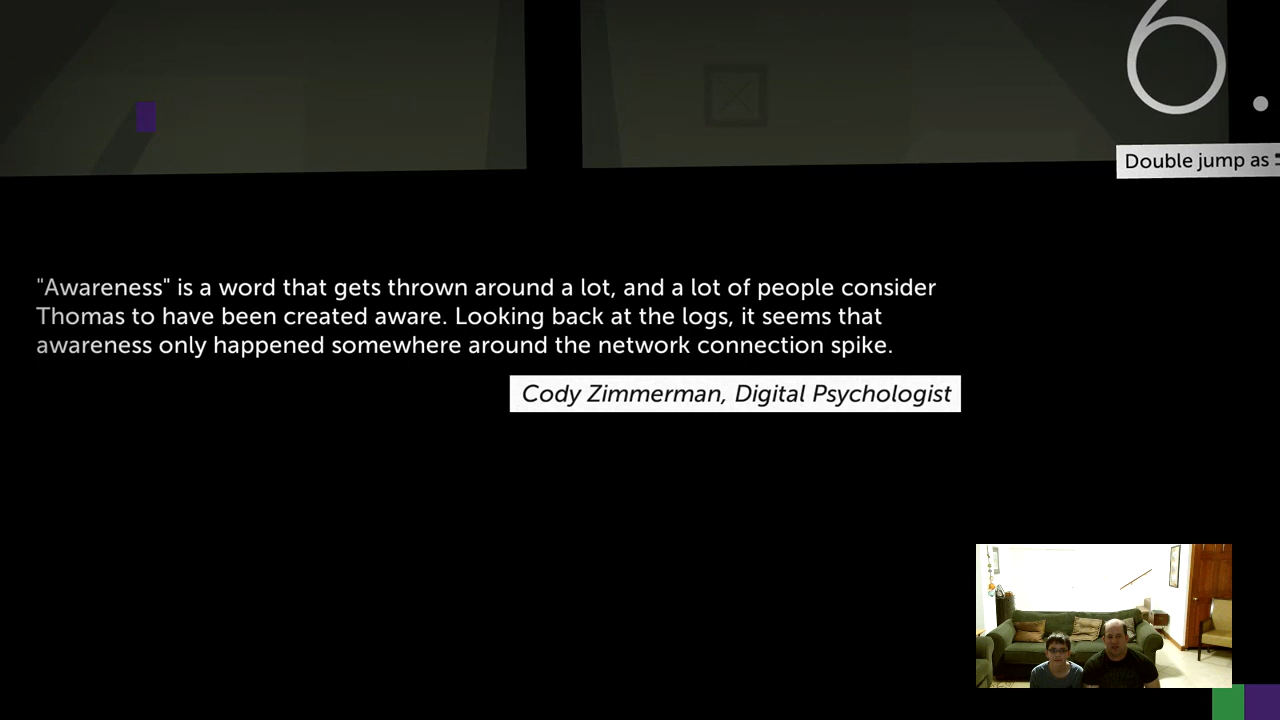 6.
Double jump as
"Awareness" is a word that gets thrown around a lot, and a lot of people consider
Thomas to have been created aware. Looking back at the logs, it seems that
awareness only happened somewhere around the network connection spike.
Cody Zimmerman, Digital Psychologist